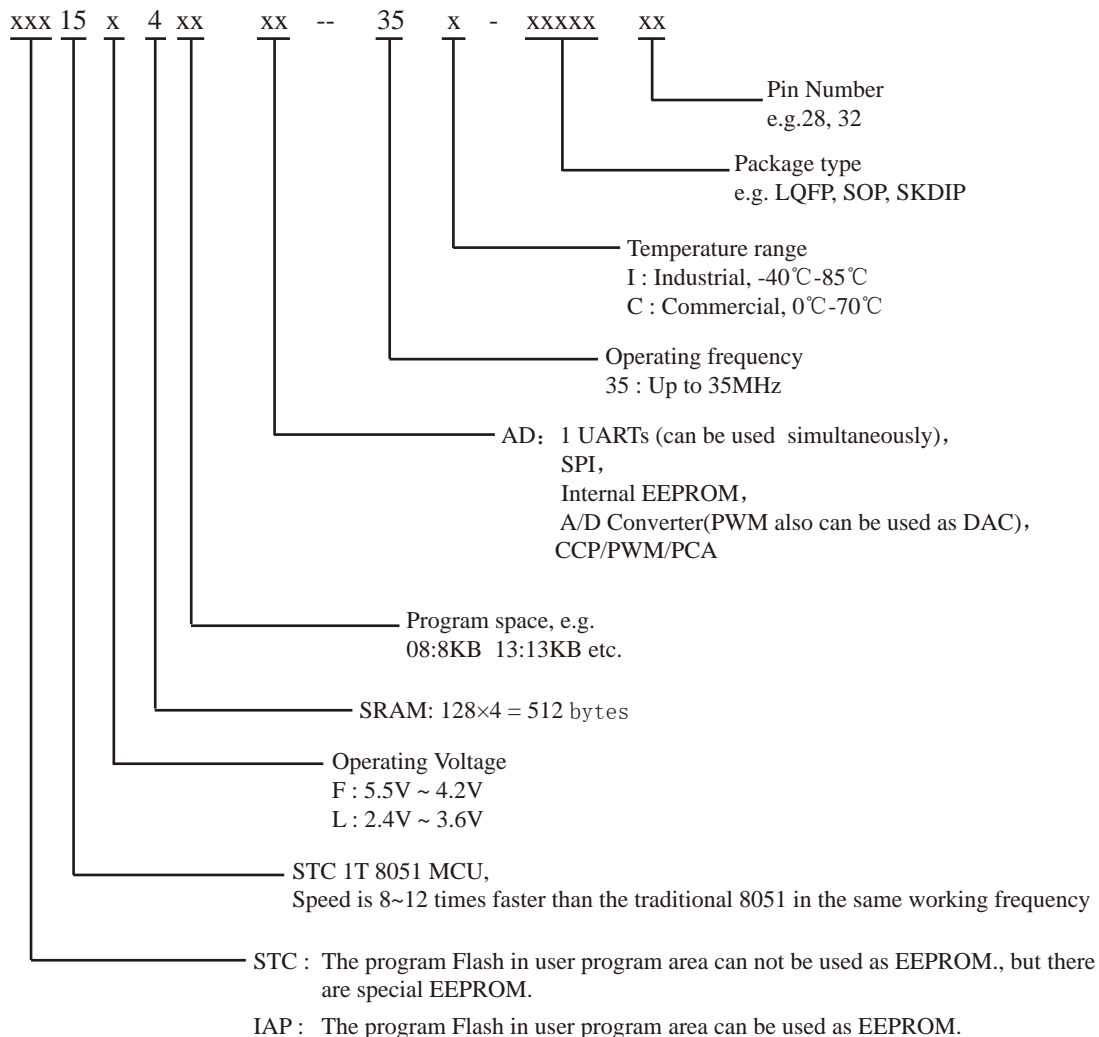 xxx 15 x 4 xx xx -- 35 x - xxxxx xx
Pin Number
e.g.28, 32
Package type
e.g. LQFP, SOP, SKDIP
Temperature range
I : Industrial, -40℃-85℃
C : Commercial, 0℃-70℃
Operating frequency
35 : Up to 35MHz
AD： 1 UARTs (can be used simultaneously)，
SPI，
Internal EEPROM，
A/D Converter(PWM also can be used as DAC)，
CCP/PWM/PCA
Program space, e.g.
08:8KB 13:13KB etc.
SRAM: 128×4 = 512 bytes
Operating Voltage
F : 5.5V ~ 4.2V
L : 2.4V ~ 3.6V
STC 1T 8051 MCU,
Speed is 8~12 times faster than the traditional 8051 in the same working frequency
STC : The program Flash in user program area can not be used as EEPROM., but there
are special EEPROM.
IAP : The program Flash in user program area can be used as EEPROM.